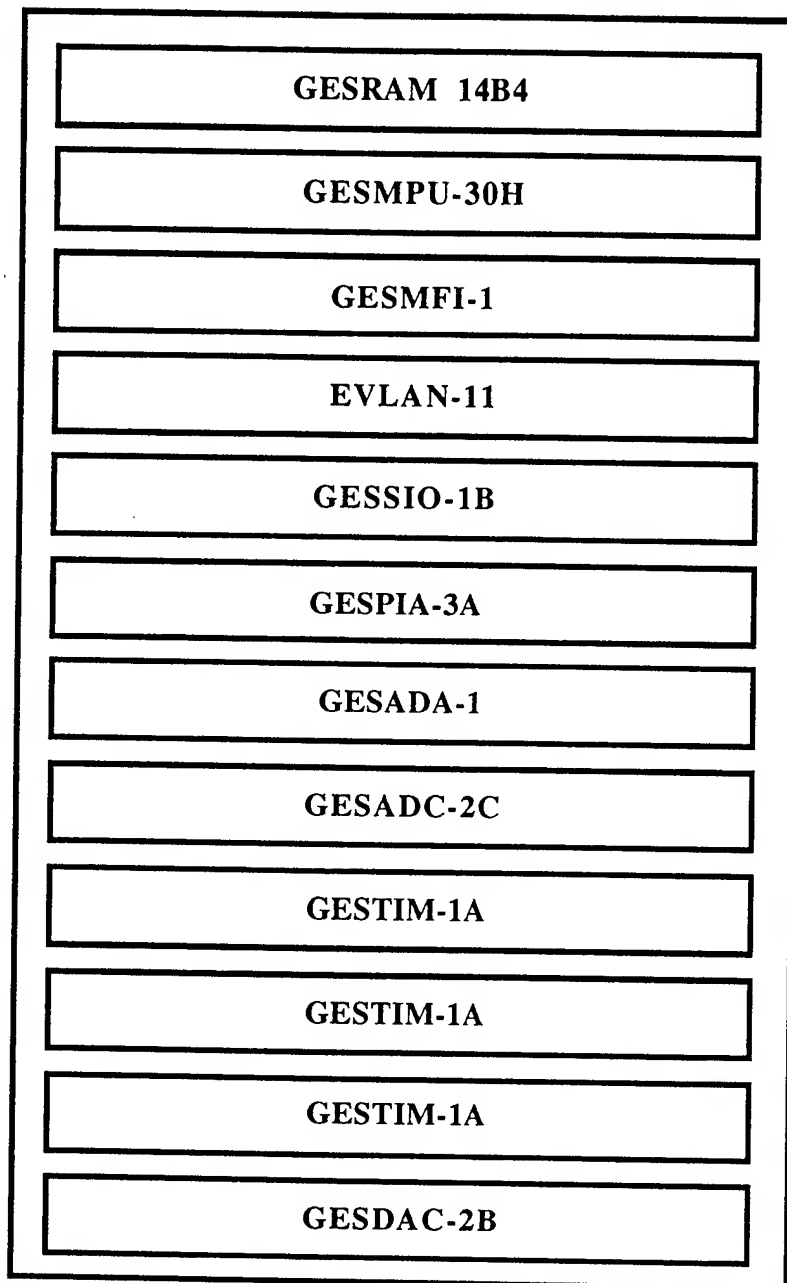 GESRAM 14B4
GESMPU-30H
GESMFI-1
EVLAN-11
GESSIO-1B
GESPIA-3A
GESADA-1
GESADC-2C
GESTIM-1A
GESTIM-1A
GESTIM-1A
GESDAC-2B